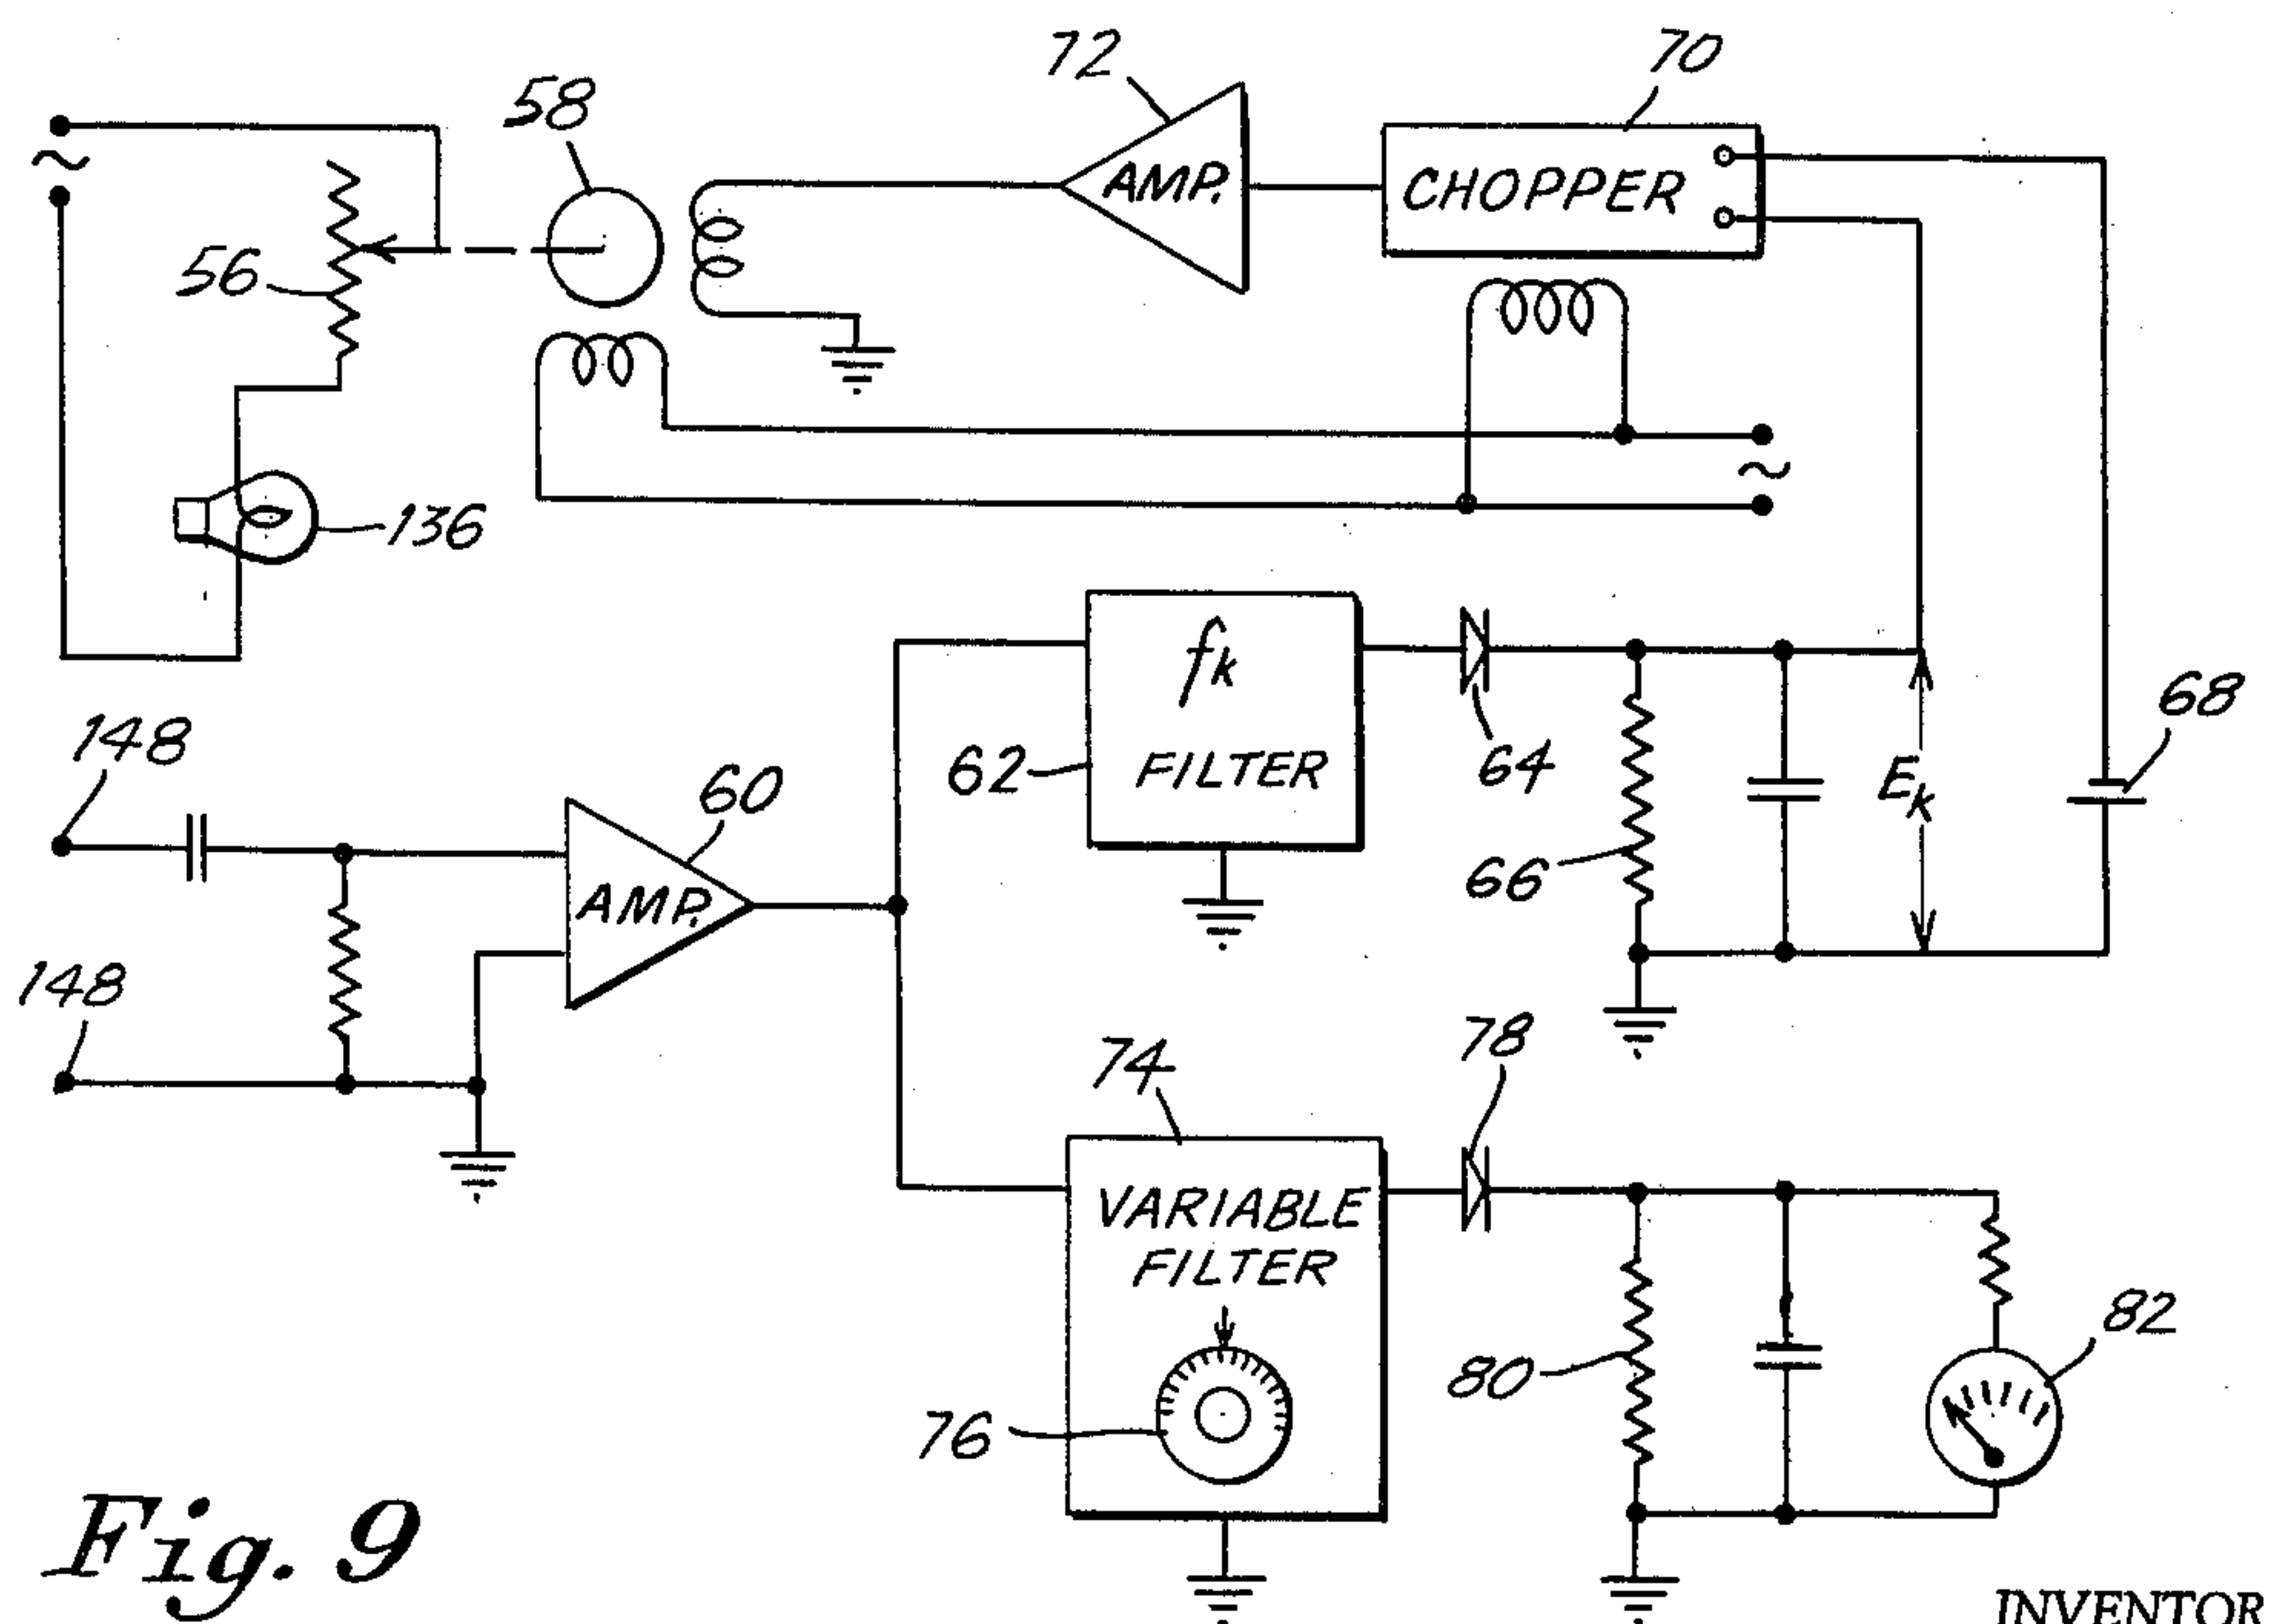 72
70
58
AMP.
CHOPPER
56
136
fk
FILTER
62
64
66
Ek
68
148
60
AMP.
148
74
78
VARIABLE
FILTER
76
80
82
Fig. 9
INVENTOR